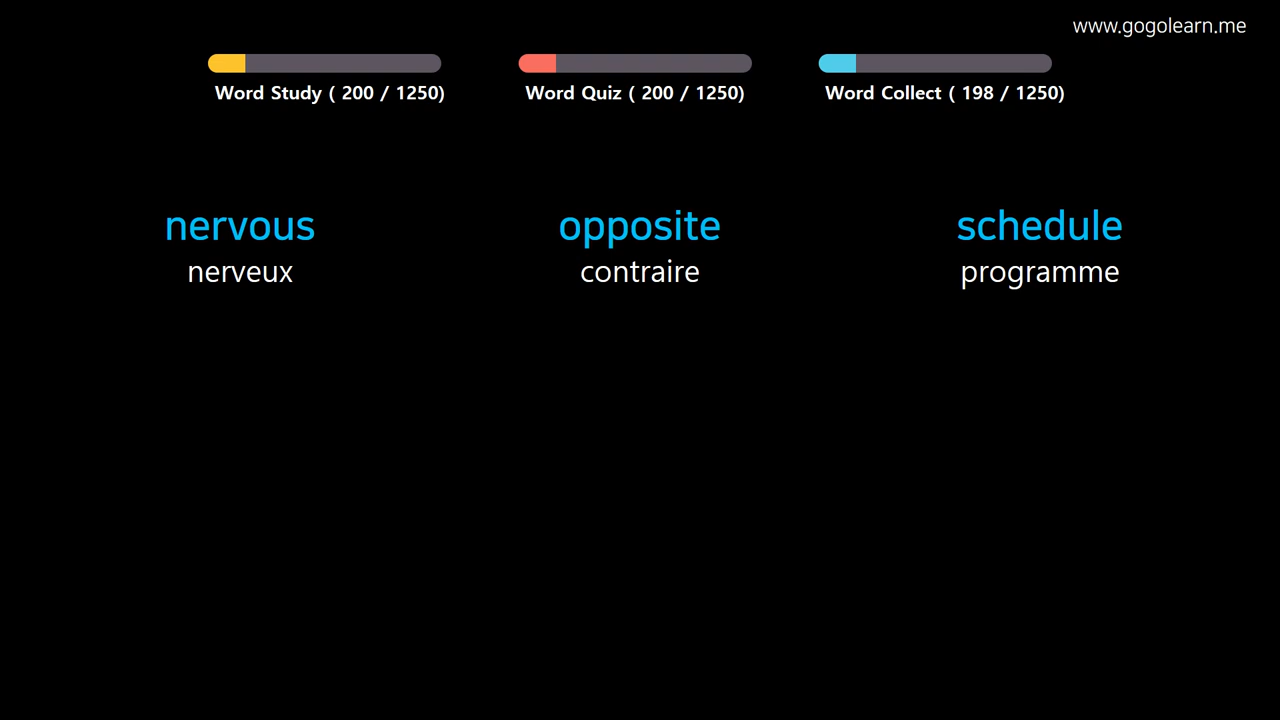 www.gogolearn.me
Word Study ( 200 / 1250)
Word Quiz ( 200 / 1250)
Word Collect ( 198 / 1250)
nervous
nerveux
opposite
contraire
schedule
programme